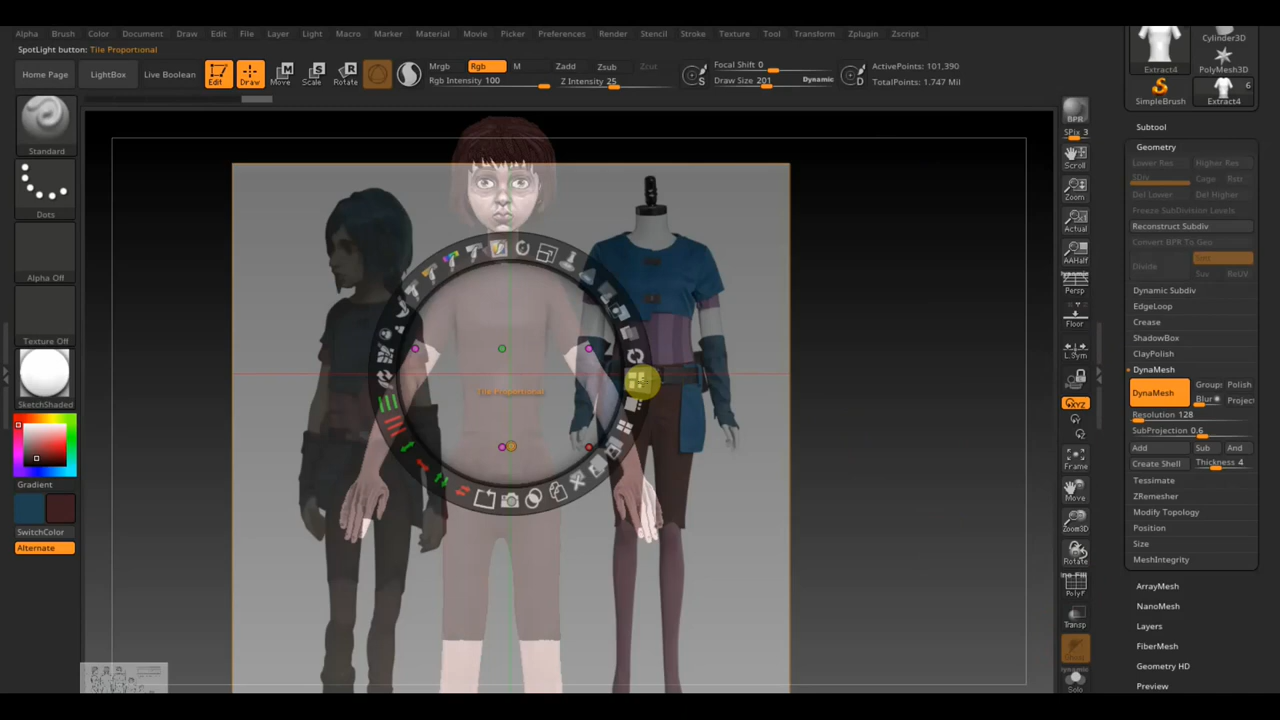 Alpha Brush Color Document Draw Edit File Layer Light Macro Marker Material Movie Picker Preferences Render Stencil Stroke Texture Tool Transform Zplugin Zscript
SpotLight button: Tile Proportional
Home Page
LightBox
Live Boolean
Edit
Draw
Move
Scale
Rotate
Mrgb
Rgb
M
Rgb Intensity 100
Zadd
Zsub
Zcut
Z Intensity 25
S
Focal Shift 0
Draw Size 201
Dynamic
D
ActivePoints: 101,390
TotalPoints: 1.747 Mil
Standard
Dots
Alpha Off
Texture Off
SketchShaded
Gradient
SwitchColor
Alternate
Tile Proportional
BPR
SPix 3
Scroll
Zoom
Actual
AAHalf
Dynamic
Persp
Floor
L.Sym
XYZ
Frame
Move
Zoom3D
Rotate
PolyF
Transp
Dynamic
Solo
Cylinder3D
Extract4
PolyMesh3D
6
SimpleBrush
Extract4
Subtool
Geometry
Lower Res
Higher Res
SDiv
Cage
Rstr
Del Lower
Del Higher
Freeze SubDivision Levels
Reconstruct Subdiv
Convert BPR To Geo
Divide
Smt
Suv
ReUV
Dynamic Subdiv
EdgeLoop
Crease
ShadowBox
ClayPolish
DynaMesh
DynaMesh
Groups
Polish
Blur
Project
Resolution 128
SubProjection 0.6
Add
Sub
And
Create Shell
Thickness 4
Tessimate
ZRemesher
Modify Topology
Position
Size
MeshIntegrity
ArrayMesh
NanoMesh
Layers
FiberMesh
Geometry HD
Preview